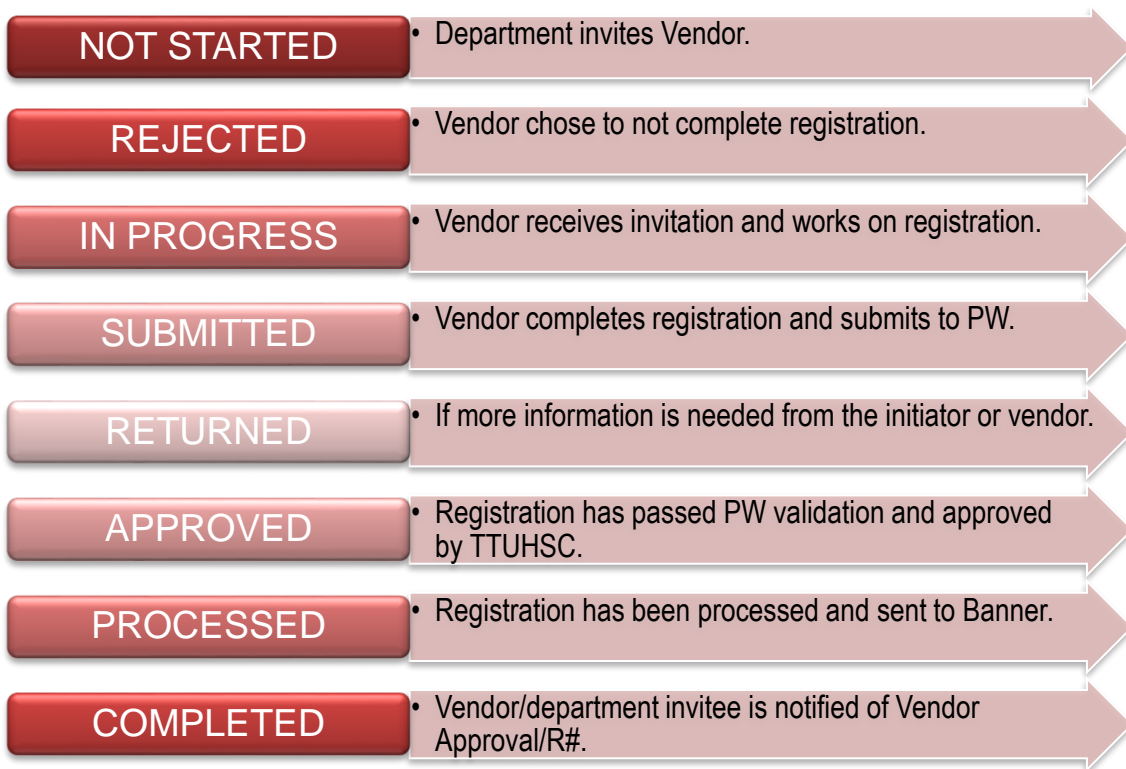 NOT STARTED
• Department invites Vendor.
REJECTED
• Vendor chose to not complete registration.
IN PROGRESS
• Vendor receives invitation and works on registration.
SUBMITTED
• Vendor completes registration and submits to PW.
RETURNED
• If more information is needed from the initiator or vendor.
APPROVED
• Registration has passed PW validation and approved
by TTUHSC.
PROCESSED
• Registration has been processed and sent to Banner.
COMPLETED
• Vendor/department invitee is notified of Vendor
Approval/R#.